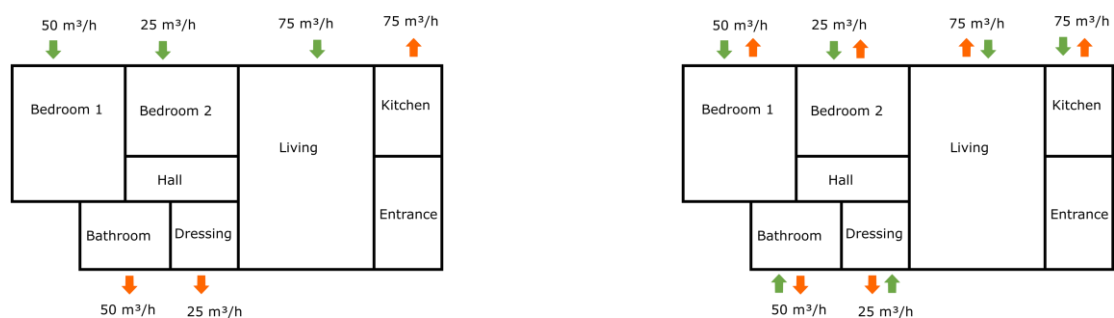 50 m³/h 25 m³/h 75 m³/h 75 m³/h
Bedroom 1 Bedroom 2 Living Kitchen
Hall
Bathroom Dressing Entrance
50 m³/h 25 m³/h
50 m³/h 25 m³/h 75 m³/h 75 m³/h
Bedroom 1 Bedroom 2 Living Kitchen
Hall
Bathroom Dressing Entrance
50 m³/h 25 m³/h